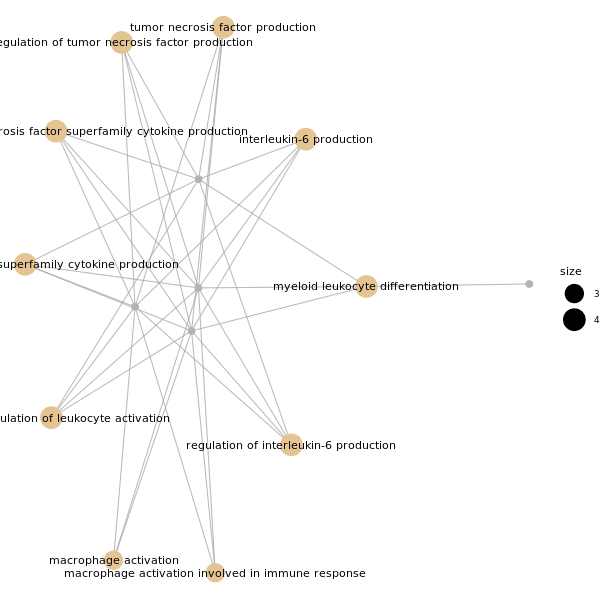 tumor necrosis factor production
regulation of tumor necrosis factor production
rosis factor superfamily cytokine production
interleukin-6 production
superfamily cytokine production
myeloid leukocyte differentiation
size
3
4
ulation of leukocyte activation
regulation of interleukin-6 production
macrophage activation
macrophage activation involved in immune response